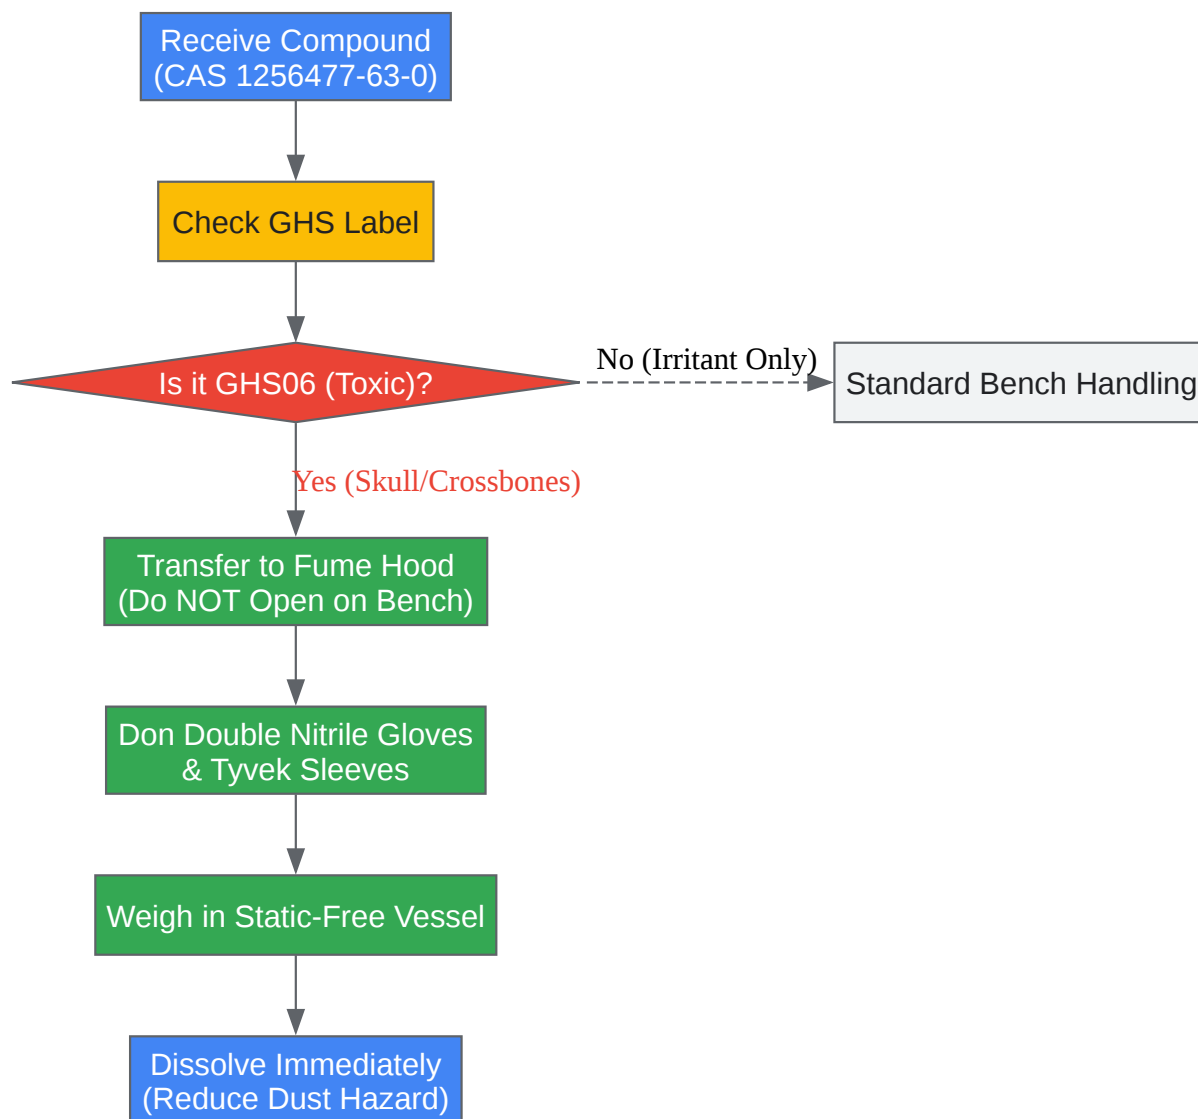 Receive Compound
(CAS 1256477-63-0)
Check GHS Label
Is it GHS06 (Toxic)?
No (Irritant Only)
Standard Bench Handling
Yes (Skull/Crossbones)
Transfer to Fume Hood
(Do NOT Open on Bench)
Don Double Nitrile Gloves
& Tyvek Sleeves
Weigh in Static-Free Vessel
Dissolve Immediately
(Reduce Dust Hazard)